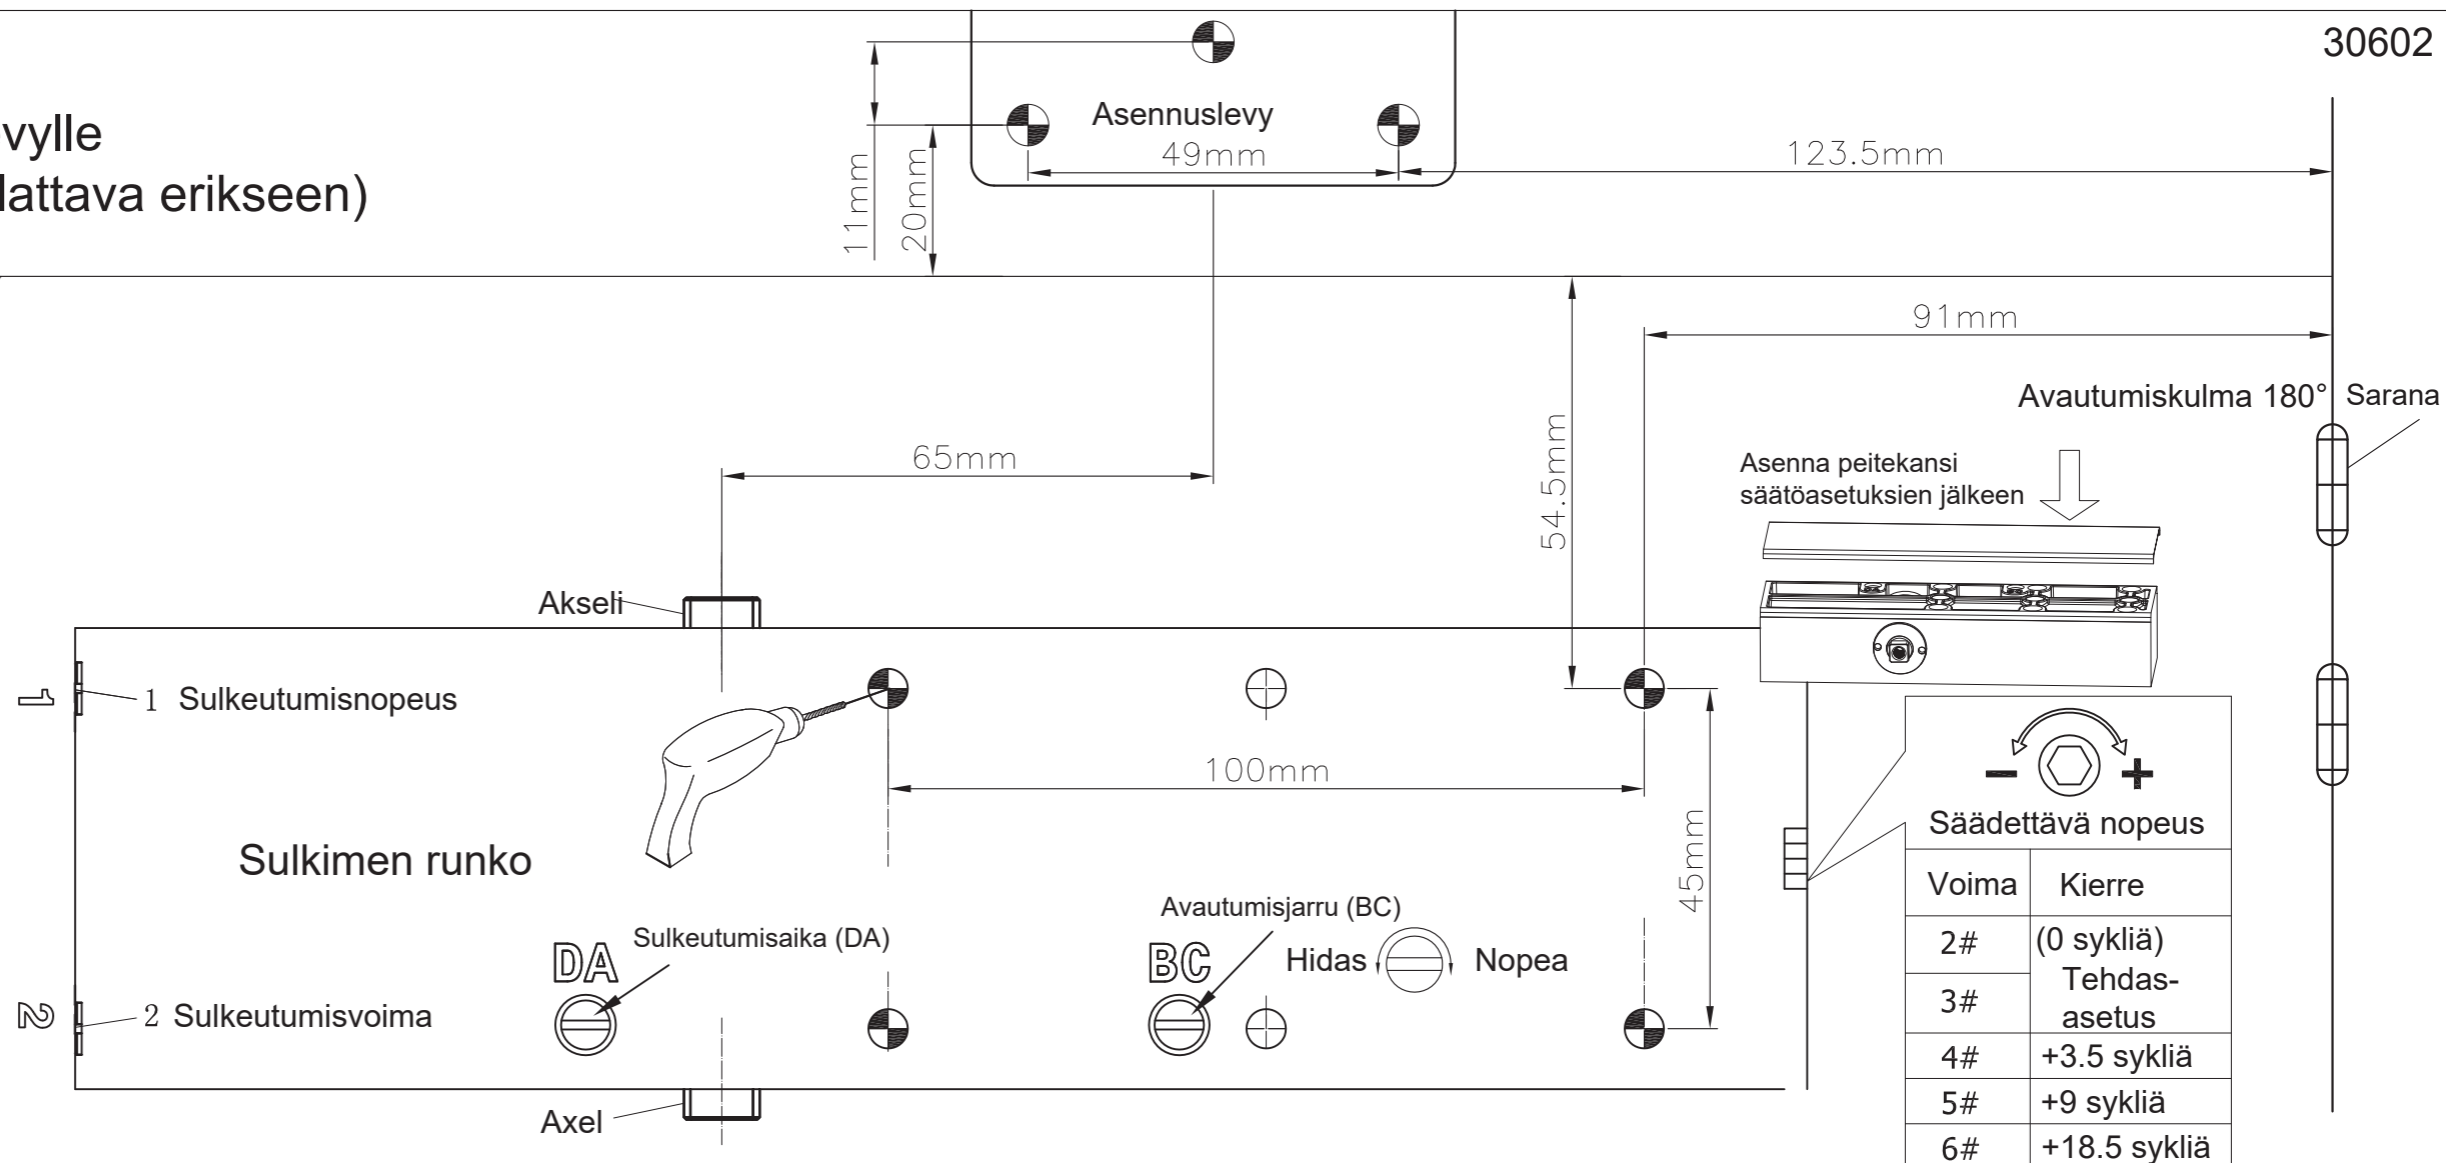 30602
vylle
lattava erikseen)
Asennuslevy
49mm
123.5mm
11mm
20mm
91mm
Avautumiskulma 180°
Sarana
65mm
54.5mm
Asenna peitekansi
säätöasetuksien jälkeen
Akseli
1
1 Sulkeutumisnopeus
100mm
Säädettävä nopeus
- +
Sulkimen runko
45mm
Voima Kierre
2# (0 sykliä)
Tehdas-
3#
asetus
4# +3.5 sykliä
5# +9 sykliä
6# +18.5 sykliä
Avautumisjarru (BC)
Sulkeutumisaika (DA)
DA
BC
Hidas
Nopea
2
2 Sulkeutumisvoima
Axel